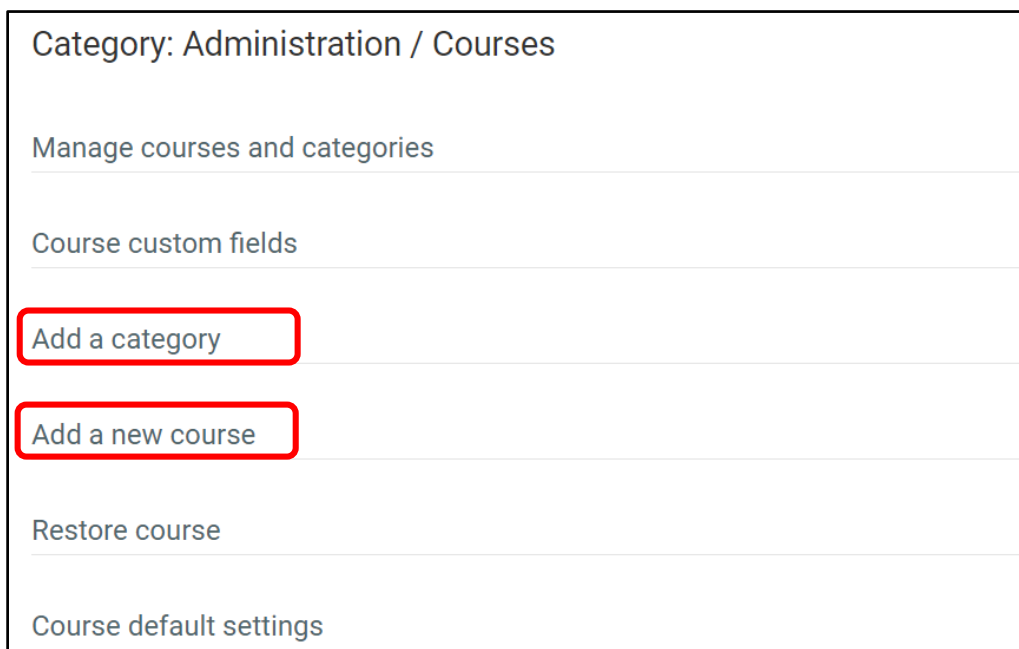 Category: Administration / Courses
Manage courses and categories
Course custom fields
Add a category
Add a new course
Restore course
Course default settings